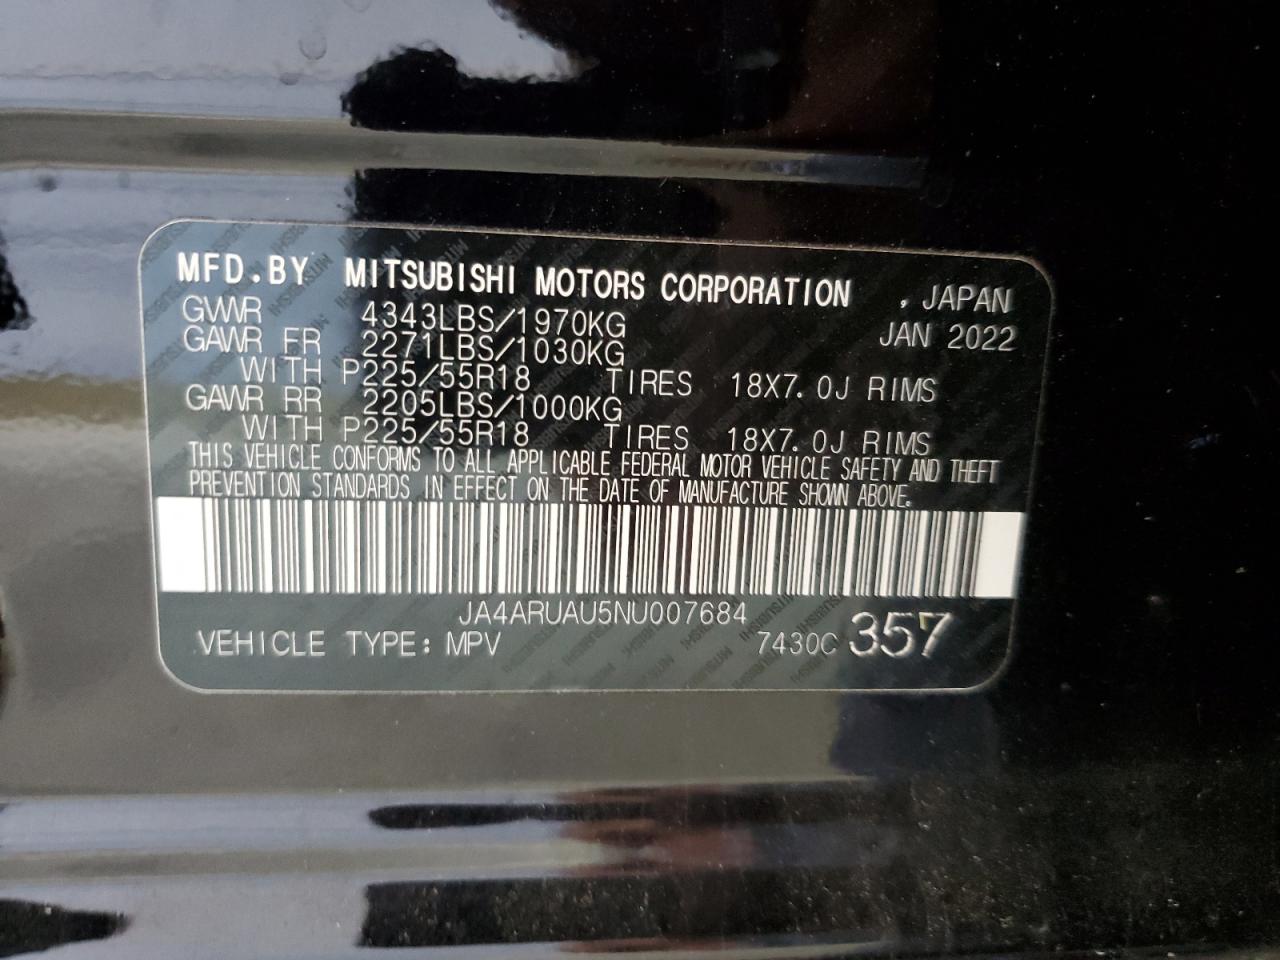 MFD.BY MITSUBISHI MOTORS CORPORATION , JAPAN
GVWR 4343LBS/1970KG JAN 2022
GAWR FR 2271LBS/1030KG
WITH P225/55R18 TIRES 18X7.0J RIMS
GAWR RR 2205LBS/1000KG
WITH P225/55R18 TIRES 18X7.0J RIMS
THIS VEHICLE CONFORMS TO ALL APPLICABLE FEDERAL MOTOR VEHICLE SAFETY AND THEFT
PREVENTION STANDARDS IN EFFECT ON THE DATE OF MANUFACTURE SHOWN ABOVE.
JA4ARUAU5NU007684
VEHICLE TYPE: MPV 7430C 357